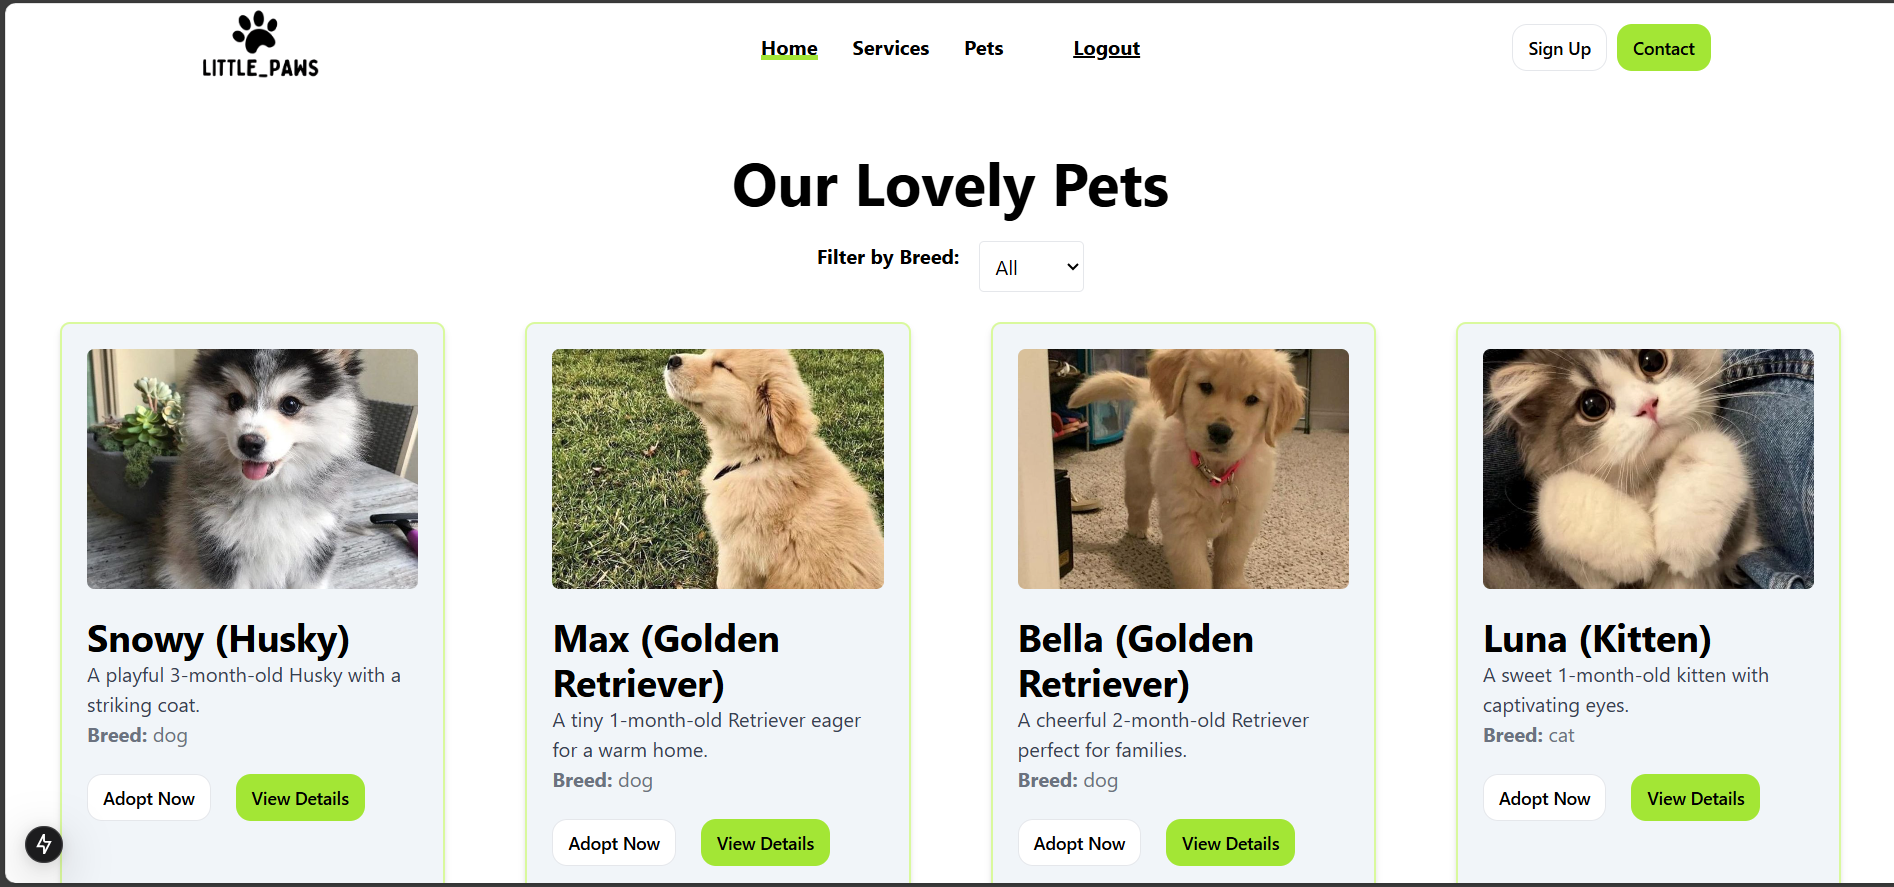 LITTLE_PAWS
Home
Services
Pets
Logout
Sign Up
Contact
Our Lovely Pets
Filter by Breed:
All
Snowy (Husky)
A playful 3-month-old Husky with a
striking coat.
Breed: dog
Adopt Now
View Details
Max (Golden
Retriever)
A tiny 1-month-old Retriever eager
for a warm home.
Breed: dog
Adopt Now
View Details
Bella (Golden
Retriever)
A cheerful 2-month-old Retriever
perfect for families.
Breed: dog
Adopt Now
View Details
Luna (Kitten)
A sweet 1-month-old kitten with
captivating eyes.
Breed: cat
Adopt Now
View Details